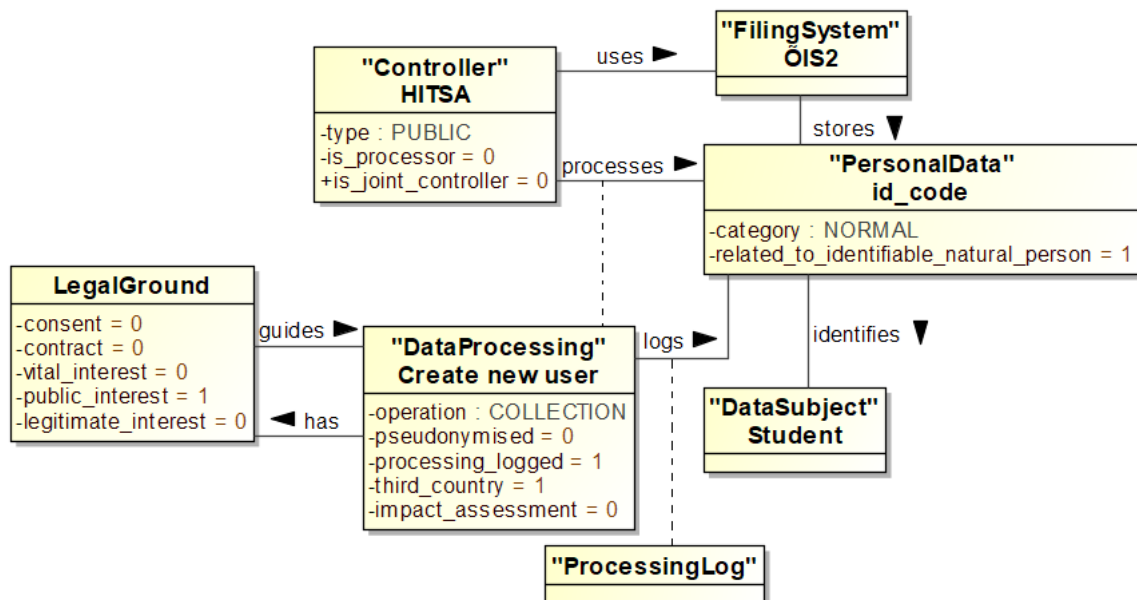 "FilingSystem"
ÕIS2
uses
"Controller"
HITSA
-type : PUBLIC
-is_processor = 0
+is_joint_controller = 0
stores
processes
"PersonalData"
id_code
-category : NORMAL
-related_to_identifiable_natural_person = 1
LegalGround
-consent = 0
-contract = 0
-vital_interest = 0
-public_interest = 1
-legitimate_interest = 0
guides
has
"DataProcessing"
Create new user
-operation : COLLECTION
-pseudonymised = 0
-processing_logged = 1
-third_country = 1
-impact_assessment = 0
logs
identifies
"DataSubject"
Student
"ProcessingLog"